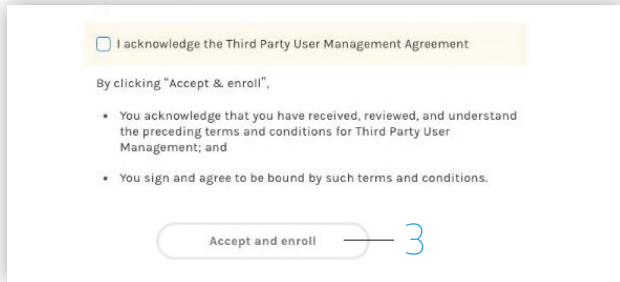 I acknowledge the Third Party User Management Agreement
By clicking "Accept & enroll",
• You acknowledge that you have received, reviewed, and understand
the preceding terms and conditions for Third Party User
Management; and
• You sign and agree to be bound by such terms and conditions.
Accept and enroll
3